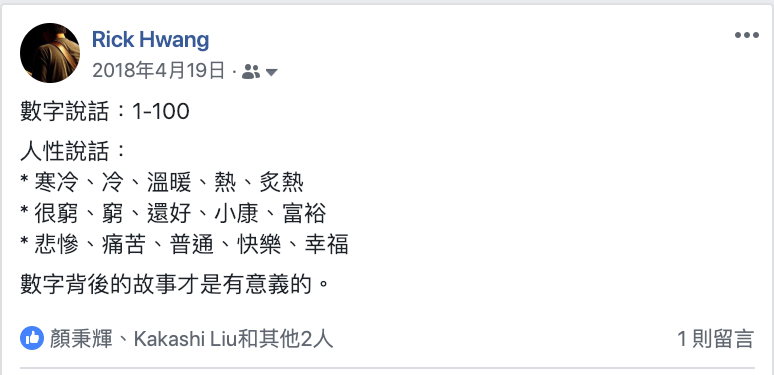 Rick Hwang
2018年4月19日 ·
數字說話：1-100
人性說話：
* 寒冷、冷、溫暖、熱、炙熱
* 很窮、窮、還好、小康、富裕
* 悲慘、痛苦、普通、快樂、幸福
數字背後的故事才是有意義的。
顏秉輝、Kakashi Liu和其他2人
1 則留言